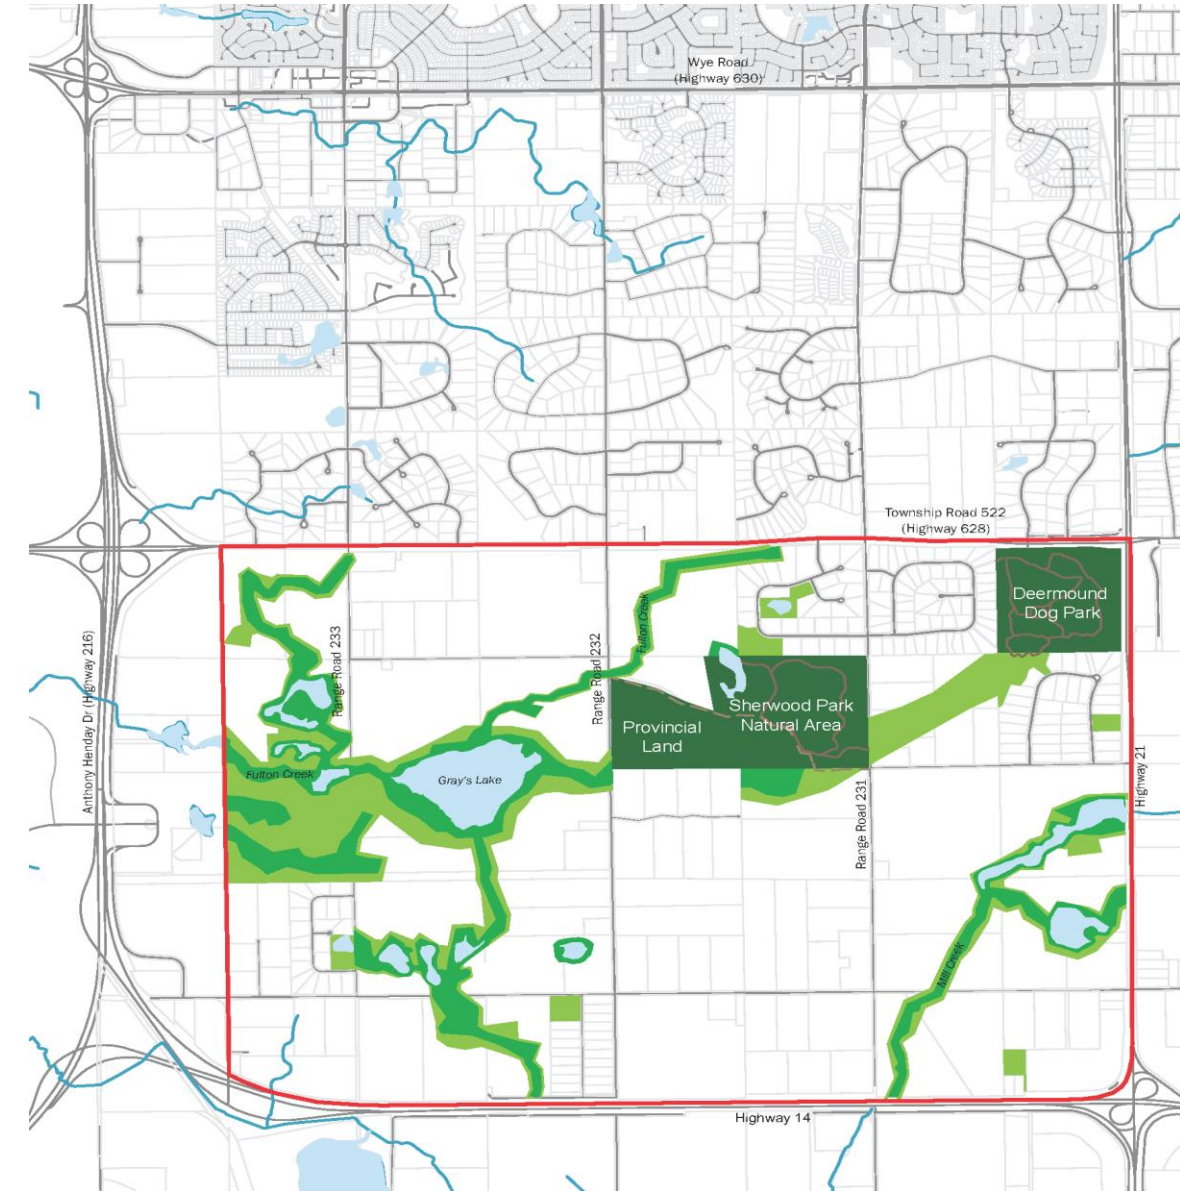 Wye Road
(Highway 630)
Township Road 522
(Highway 628)
Deermound
Dog Park
Fulton Creek
Range Road 233
Range Road 232
Anthony Henday Dr (Highway 216)
Sherwood Park
Natural Area
Provincial
Land
Fulton Creek
Gray's Lake
Highway 21
Range Road 231
Mill Creek
Highway 14